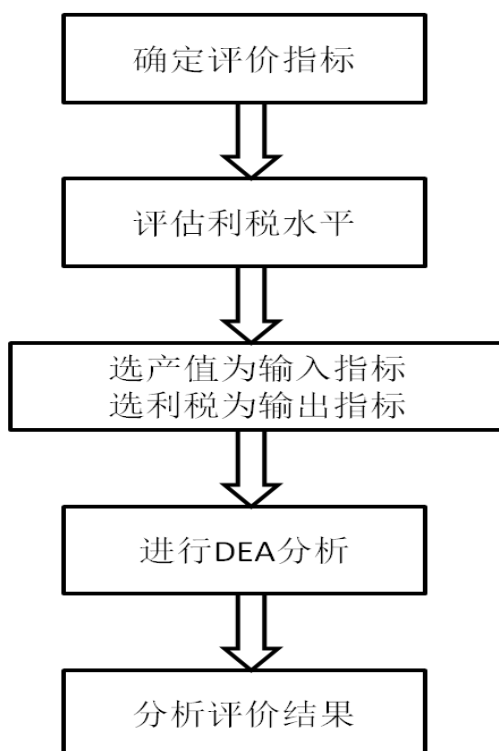 确定评价指标
评估利税水平
选产值为输入指标
选利税为输出指标
进行DEA分析
分析评价结果